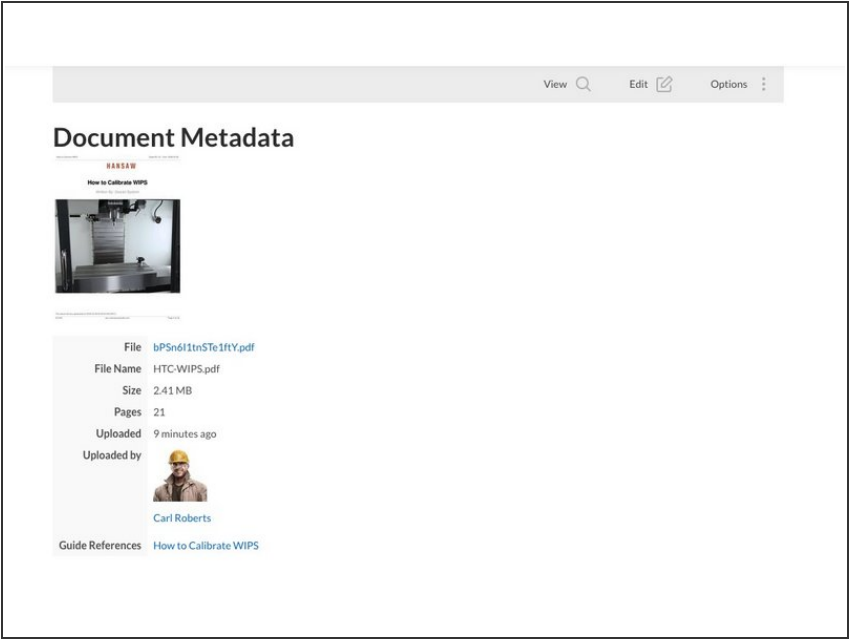 View
Edit
Options
Document Metadata
HANSAW
How to Calibrate WIPS
File bPSn6I1tnSTe1ftY.pdf
File Name HTC-WIPS.pdf
Size 2.41 MB
Pages 21
Uploaded 9 minutes ago
Uploaded by
Carl Roberts
Guide References How to Calibrate WIPS